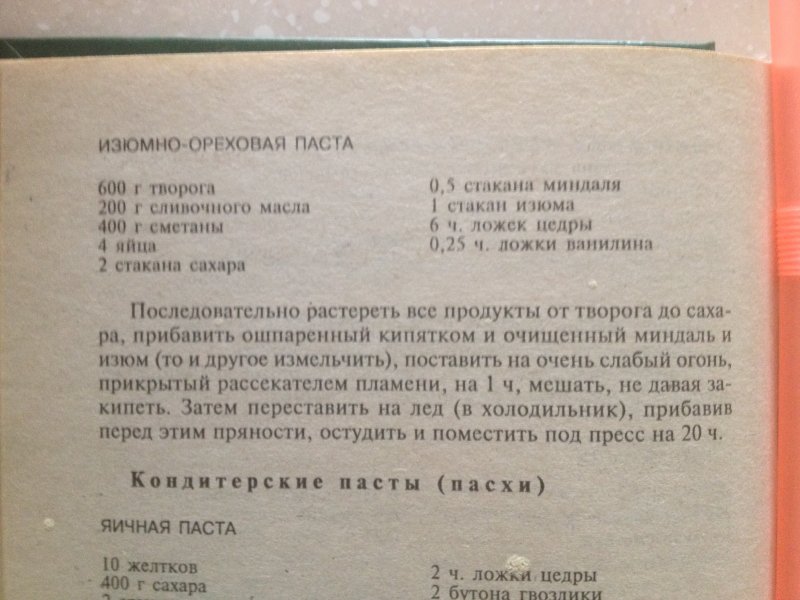 ИЗЮМНО-ОРЕХОВАЯ ПАСТА
600 г творога
200 г сливочного масла
400 г сметаны
4 яйца
2 стакана сахара
0,5 стакана миндаля
1 стакан изюма
6 ч. ложек цедры
0,25 ч. ложки ванилина
Последовательно растереть все продукты от творога до саха-
ра, прибавить ошпаренный кипятком и очищенный миндаль и
изюм (то и другое измельчить), поставить на очень слабый огонь,
прикрытый рассекателем пламени, на 1 ч, мешать, не давая за-
кипеть. Затем переставить на лед (в холодильник), прибавив
перед этим пряности, остудить и поместить под пресс на 20 ч.
Кондитерские пасты (пасхи)
ЯИЧНАЯ ПАСТА
10 желтков
400 г сахара
2 ч. ложки цедры
2 бутона гвоздики